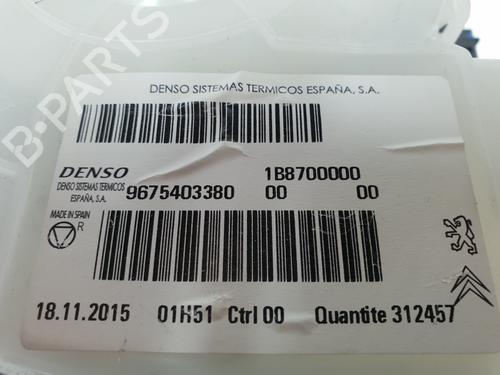 B-PARTS
DENSO SISTEMAS TERMICOS ESPAÑA, S.A.
DENSO 1B8700000
DENSO SISTEMAS TERMICOS 9675403380 00 00
ESPAÑA, S.A.
MADE IN SPAIN
R
18.11.2015 01H51 Ctrl 00 Quantite 312457